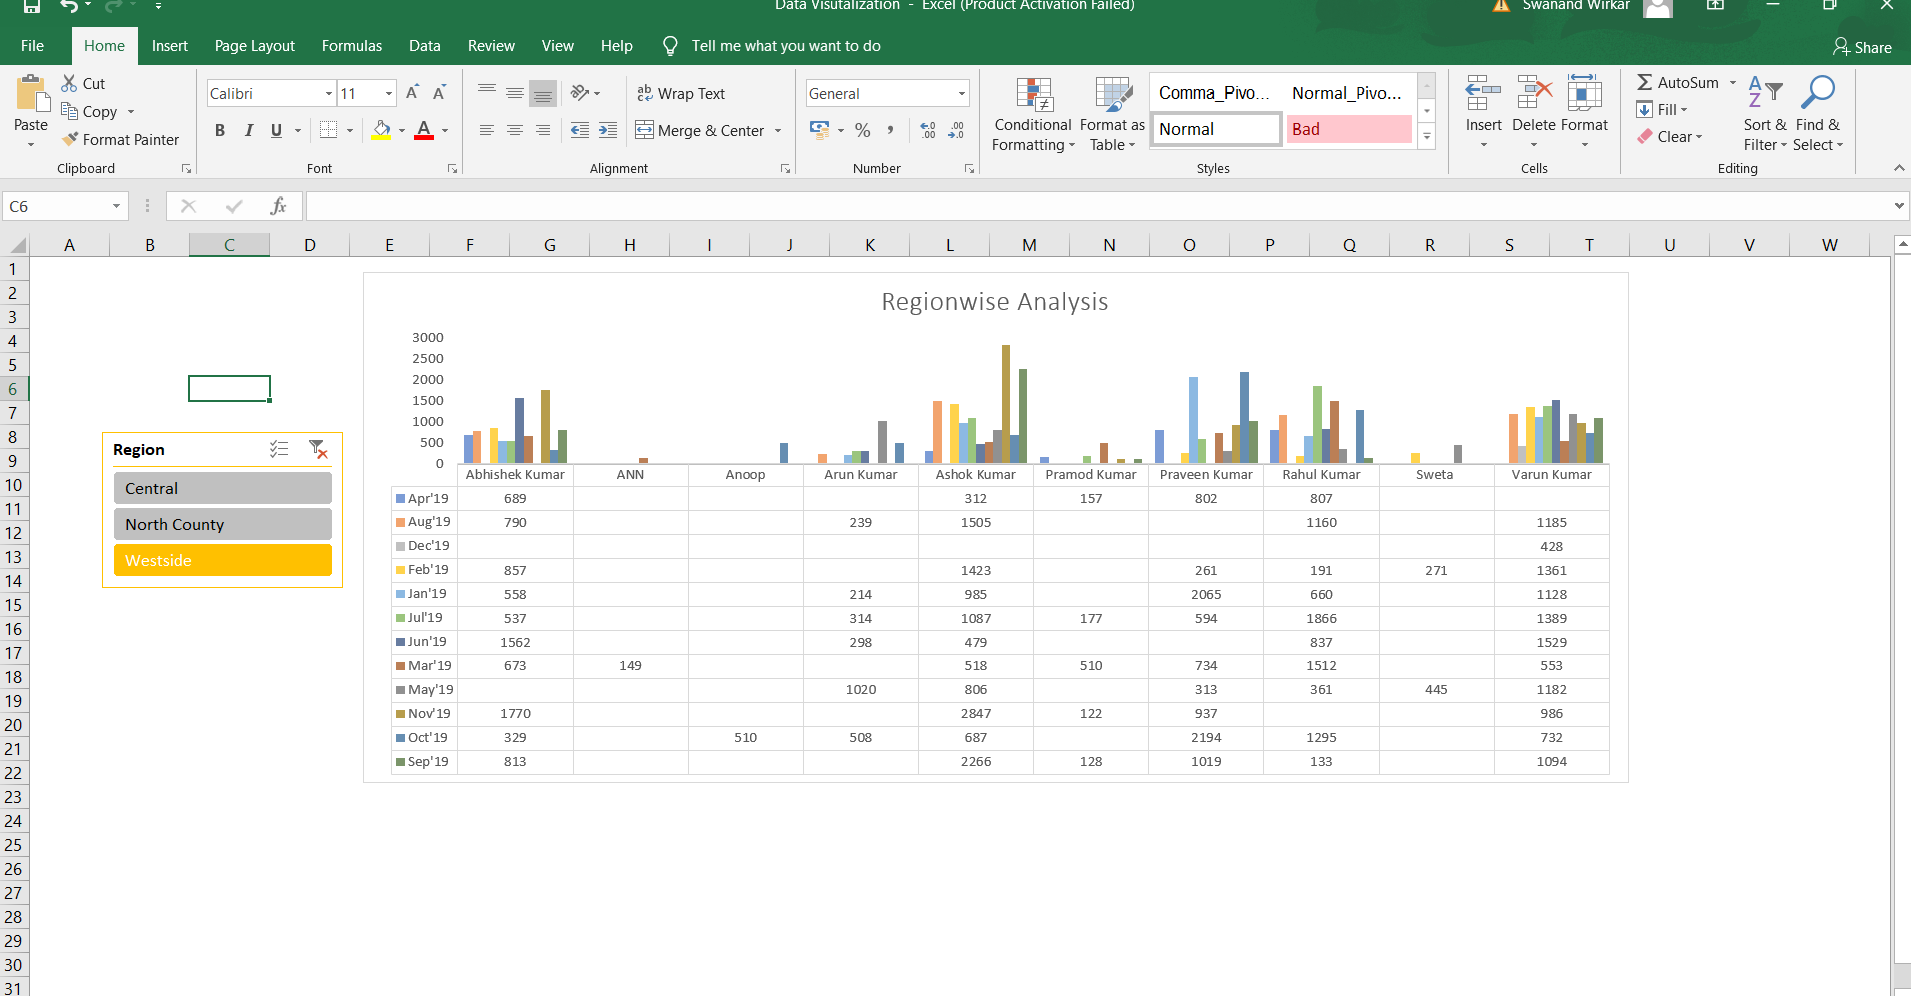 Data Visutalization - Excel (Product Activation Failed)
Swanand Wirkar
File Home Insert Page Layout Formulas Data Review View Help Tell me what you want to do
Share
Paste
Cut
Copy
Format Painter
Clipboard
Calibri 11 A A
B I U A
Font
ab Wrap Text
Merge & Center
Alignment
General
% , .00 .00
Number
Conditional Formatting
Format as Table
Comma_Pivo... Normal_Pivo...
Normal Bad
Styles
Insert Delete Format
Cells
AutoSum
Fill
Clear
Sort & Filter
Find & Select
Editing
C6 fx
A B C D E F G H I J K L M N O P Q R S T U V W
1
2
3
4
5
6
7
8
9
10
11
12
13
14
15
16
17
18
19
20
21
22
23
24
25
26
27
28
29
30
31
Region
Central
North County
Westside
Regionwise Analysis
3000
2500
2000
1500
1000
500
0
Abhishek Kumar ANN Anoop Arun Kumar Ashok Kumar Pramod Kumar Praveen Kumar Rahul Kumar Sweta Varun Kumar
Apr'19 689 312 157 802 807
Aug'19 790 239 1505 1160 1185
Dec'19 428
Feb'19 857 1423 261 191 271 1361
Jan'19 558 214 985 2065 660 1128
Jul'19 537 314 1087 177 594 1866 1389
Jun'19 1562 298 479 837 1529
Mar'19 673 149 518 510 734 1512 553
May'19 1020 806 313 361 445 1182
Nov'19 1770 2847 122 937 986
Oct'19 329 510 508 687 2194 1295 732
Sep'19 813 2266 128 1019 133 1094